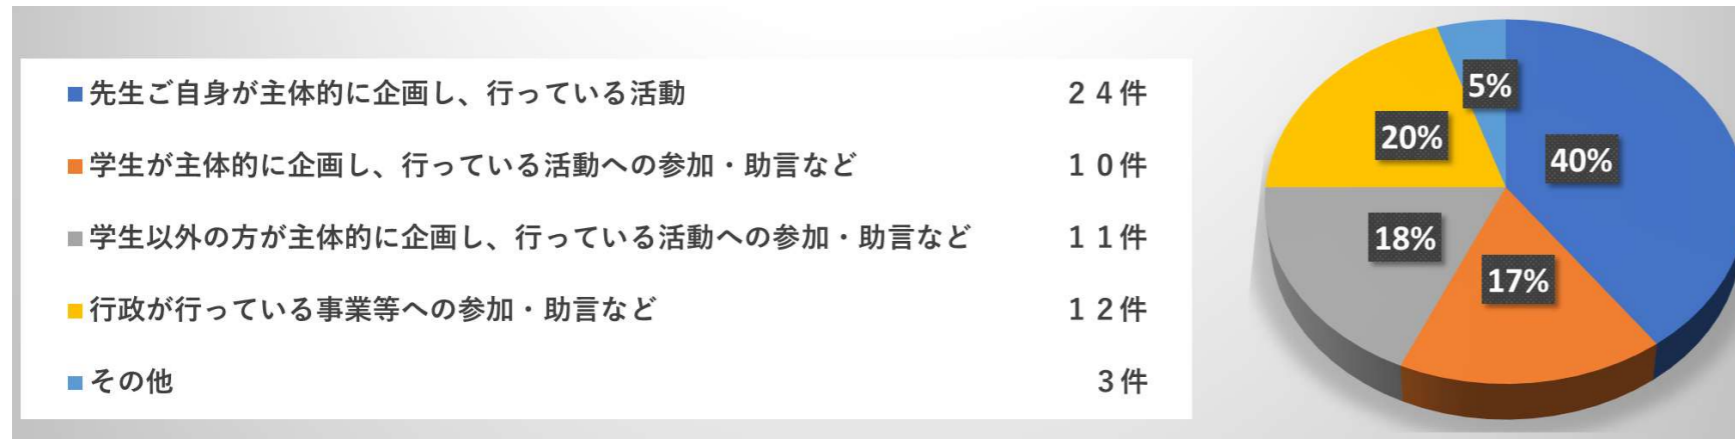 先生ご自身が主体的に企画し、行っている活動 24件
学生が主体的に企画し、行っている活動への参加・助言など 10件
学生以外の方が主体的に企画し、行っている活動への参加・助言など 11件
行政が行っている事業等への参加・助言など 12件
その他 3件
5%
20%
40%
18%
17%